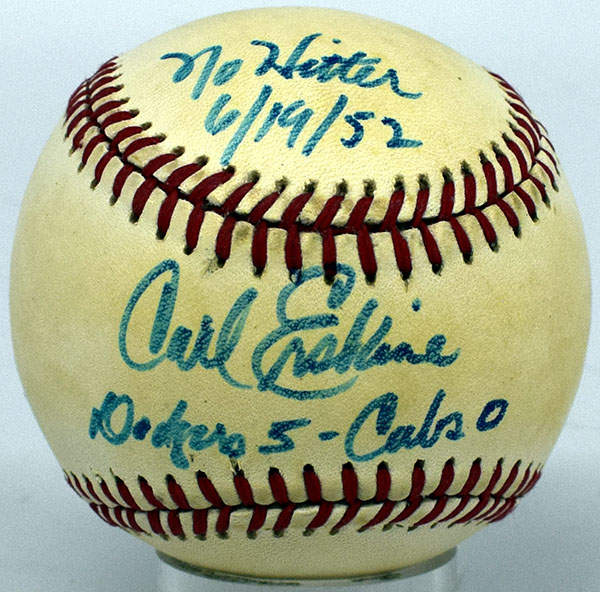 No Hitter
6/19/52
Carl Erskine
Dodgers 5 - Cubs 0